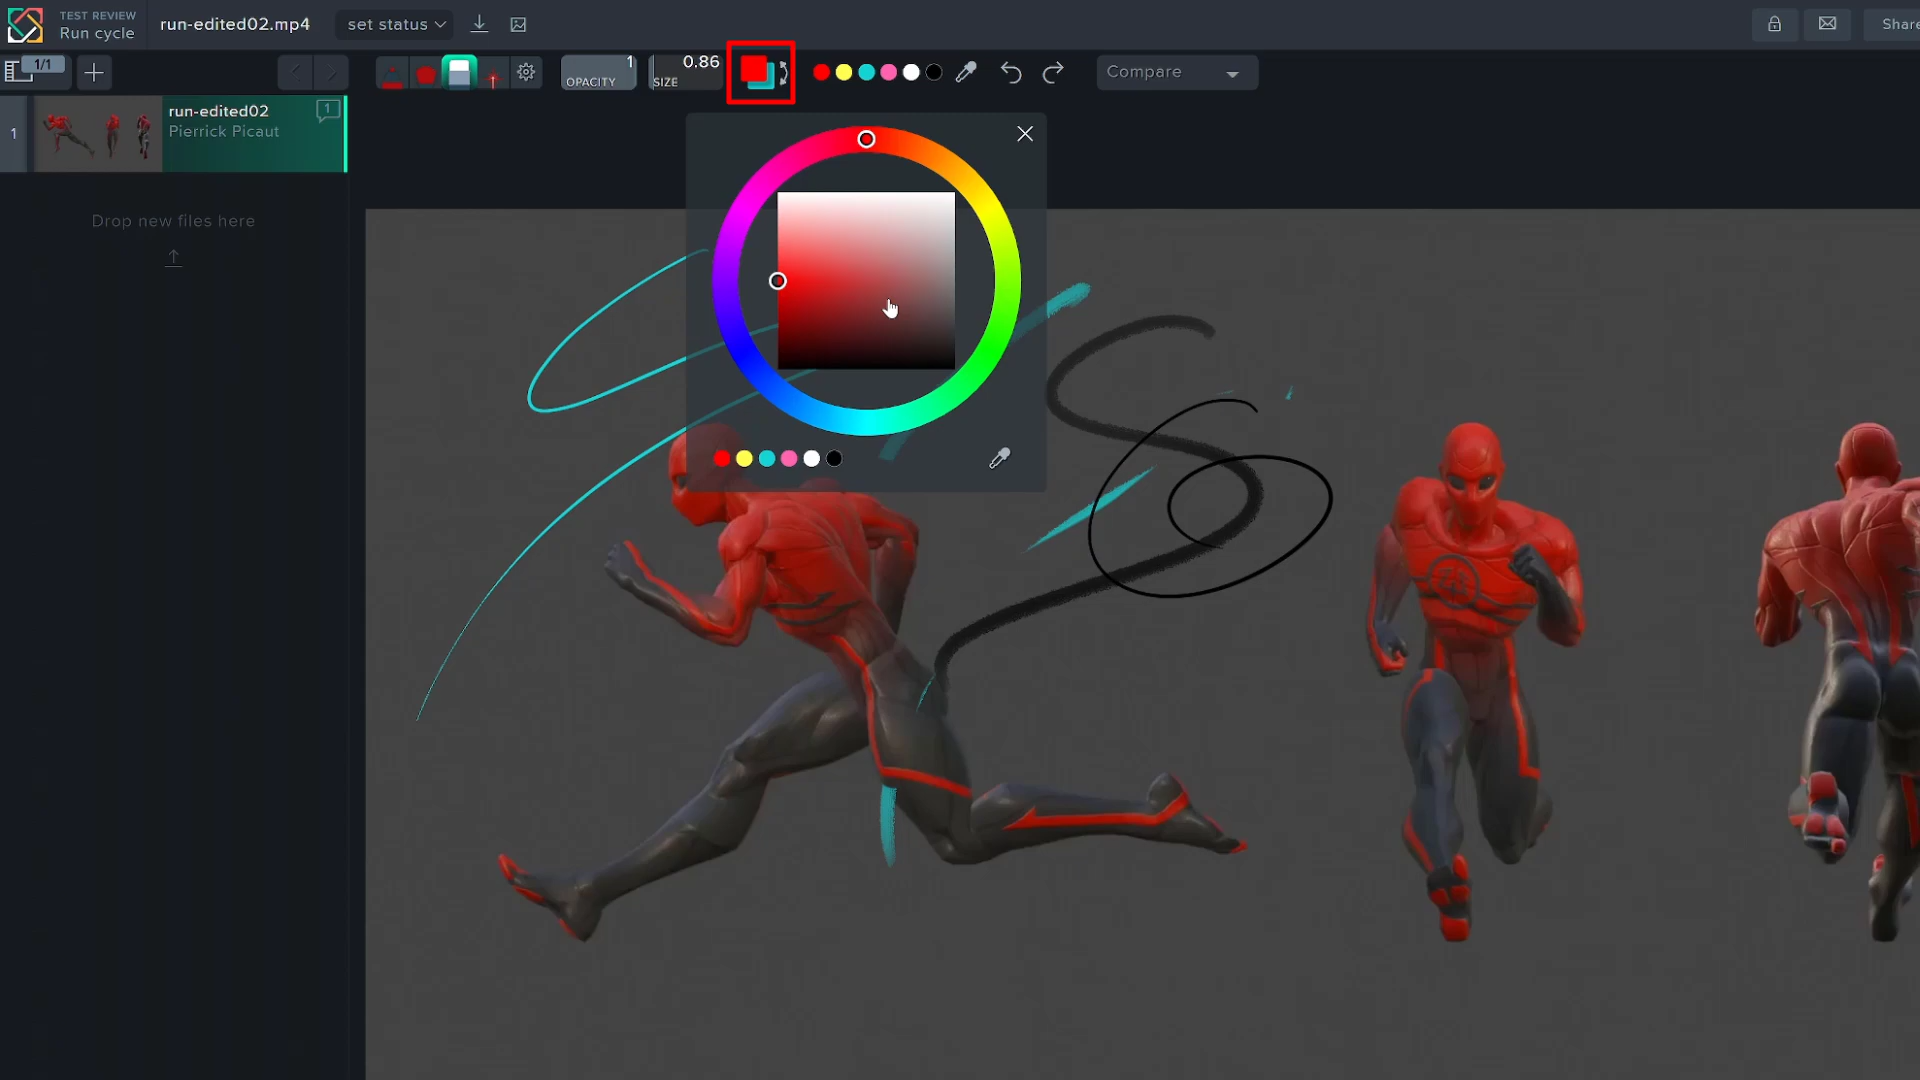 TEST REVIEW
Run cycle
run-edited02.mp4
set status
Share
1/1
OPACITY 1
SIZE 0.86
Compare
1
run-edited02
Pierrick Picaut
1
Drop new files here